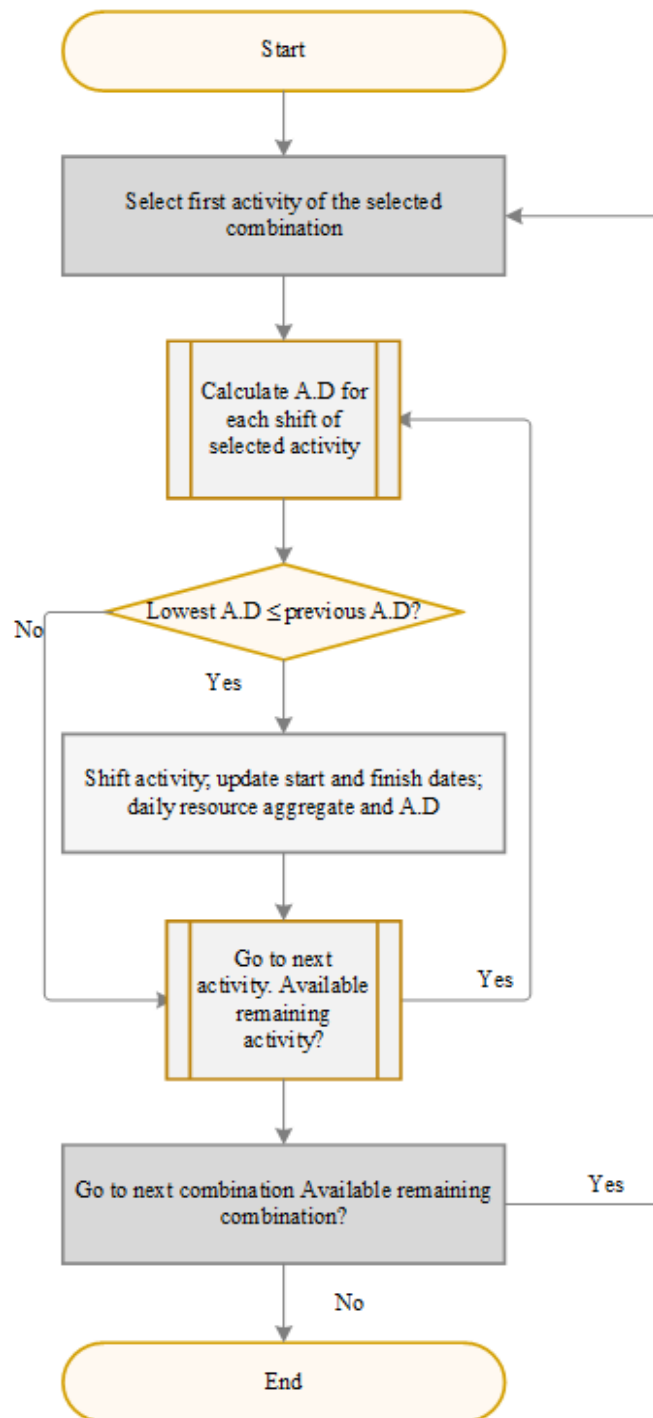 Start
Select first activity of the selected
combination
Calculate A.D for
each shift of
selected activity
Lowest A.D ≤ previous A.D?
No
Yes
Shift activity; update start and finish dates;
daily resource aggregate and A.D
Go to next
activity. Available
remaining
activity?
Yes
Go to next combination Available remaining
combination?
Yes
No
End